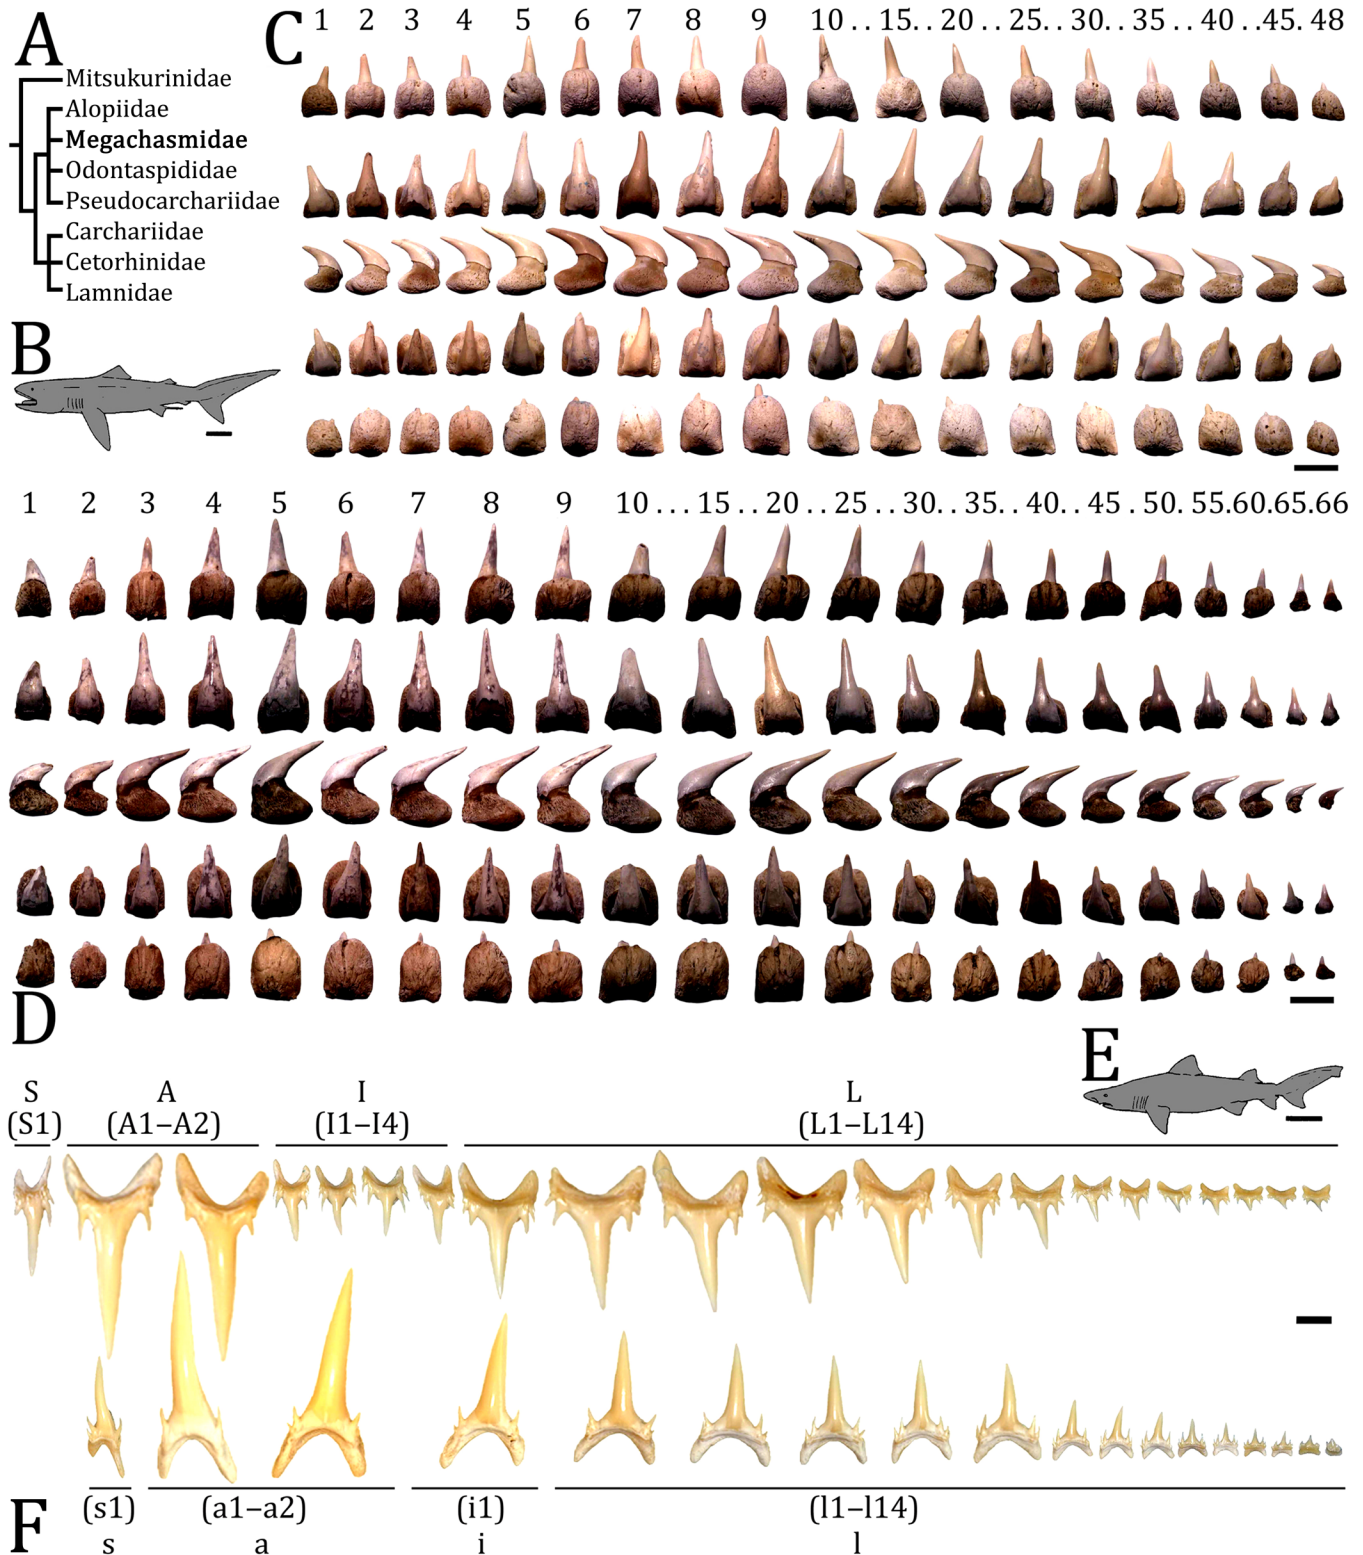 A
Mitsukurinidae
Alopiidae
Megachasmidae
Odontaspididae
Pseudocarchariidae
Carchariidae
Cetorhinidae
Lamnidae
B
C
1 2 3 4 5 6 7 8 9 10 . . 15 . . 20 . . 25 . . 30 . . 35 . . 40 . . 45 . 48
1 2 3 4 5 6 7 8 9 10 . . . 15 . . 20 . . 25 . . 30 . . 35 . . 40 . . 45 . 50 . 55 . 60 . 65 . 66
D
E
S A I L
(S1) (A1–A2) (I1–I4) (L1–L14)
(s1) (a1–a2) (i1) (l1–l14)
s a i l
F